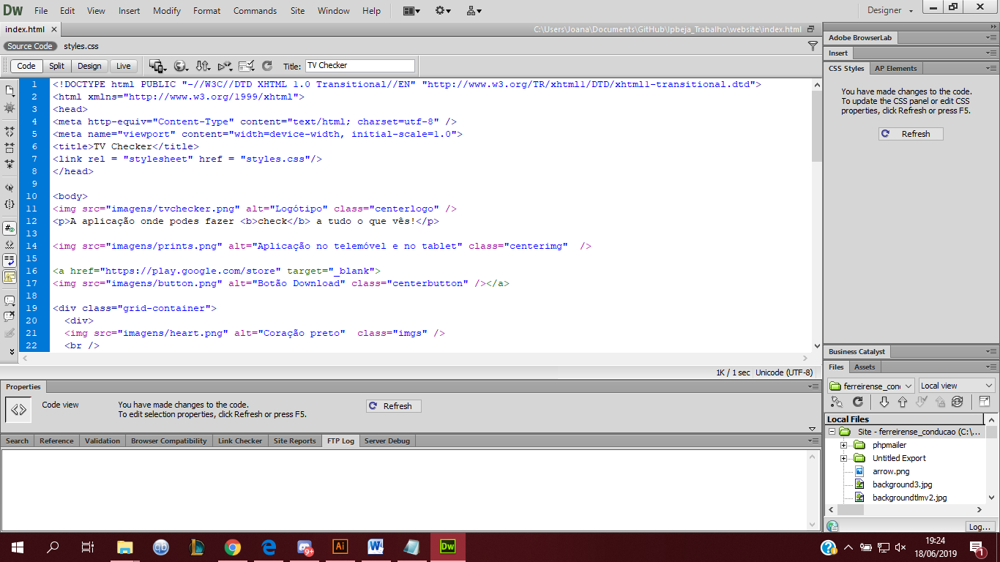 Dw File Edit View Insert Modify Format Commands Site Window Help Designer
index.html C:\Users\Joana\Documents\GitHub\Ipbeja_Trabalho\website\index.html
Source Code styles.css
Code Split Design Live Title: TV Checker
1 <!DOCTYPE html PUBLIC "-//W3C//DTD XHTML 1.0 Transitional//EN" "http://www.w3.org/TR/xhtml1/DTD/xhtml1-transitional.dtd">
2 <html xmlns="http://www.w3.org/1999/xhtml">
3 <head>
4 <meta http-equiv="Content-Type" content="text/html; charset=utf-8" />
5 <meta name="viewport" content="width=device-width, initial-scale=1.0">
6 <title>TV Checker</title>
7 <link rel = "stylesheet" href = "styles.css"/>
8 </head>
9
10 <body>
11 <img src="imagens/tvchecker.png" alt="Logótipo" class="centerlogo" />
12 <p>A aplicação onde podes fazer <b>check</b> a tudo o que vês!</p>
13
14 <img src="imagens/prints.png" alt="Aplicação no telemóvel e no tablet" class="centerimg"  />
15
16 <a href="https://play.google.com/store" target="_blank">
17 <img src="imagens/button.png" alt="Botão Download" class="centerbutton" /></a>
18
19 <div class="grid-container">
20   <div>
21   <img src="imagens/heart.png" alt="Coração preto"  class="imgs" />
22   <br />
1K / 1 sec Unicode (UTF-8)
Properties
Code view You have made changes to the code.
To edit selection properties, click Refresh or press F5.
Refresh
Search Reference Validation Browser Compatibility Link Checker Site Reports FTP Log Server Debug
Adobe BrowserLab
Insert
CSS Styles AP Elements
You have made changes to the code.
To update the CSS panel or edit CSS
properties, click Refresh or press F5.
Refresh
Business Catalyst
Files Assets
ferreirense_con Local view
Local Files
Site - ferreirense_conducao (C:\...
phpmailer
Untitled Export
arrow.png
background3.jpg
backgroundtlmv2.jpg
Log...
9+ Ai W Dw 19:24
18/06/2019 1